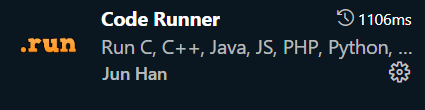 Code Runner 1106ms
.run Run C, C++, Java, JS, PHP, Python, ...
Jun Han